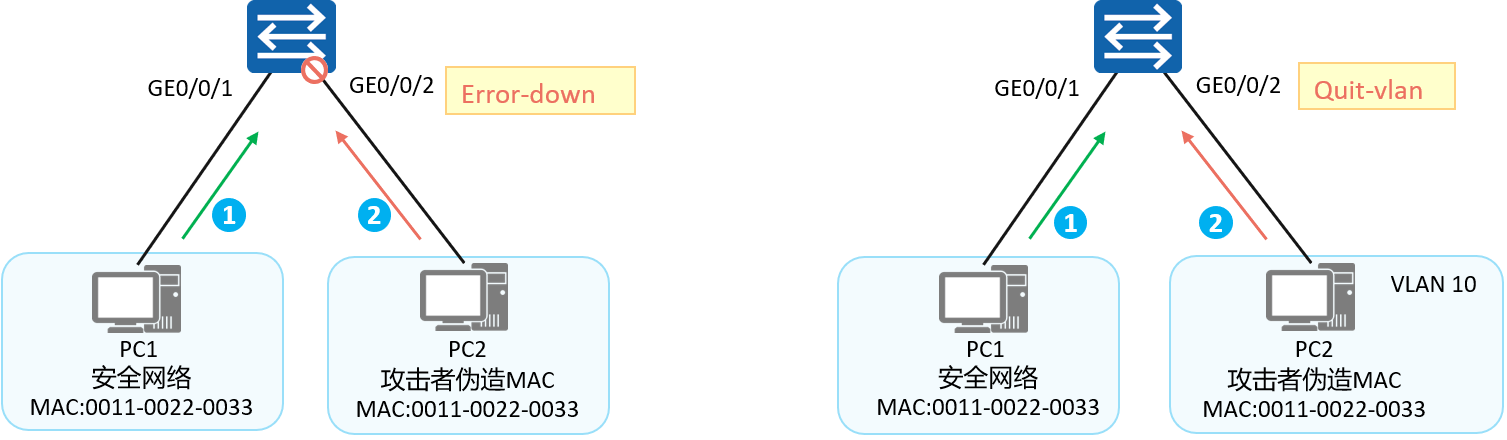 GE0/0/1
GE0/0/2
Error-down
1
2
PC1
安全网络
MAC:0011-0022-0033
PC2
攻击者伪造MAC
MAC:0011-0022-0033
GE0/0/1
GE0/0/2
Quit-vlan
1
2
PC1
安全网络
MAC:0011-0022-0033
VLAN 10
PC2
攻击者伪造MAC
MAC:0011-0022-0033